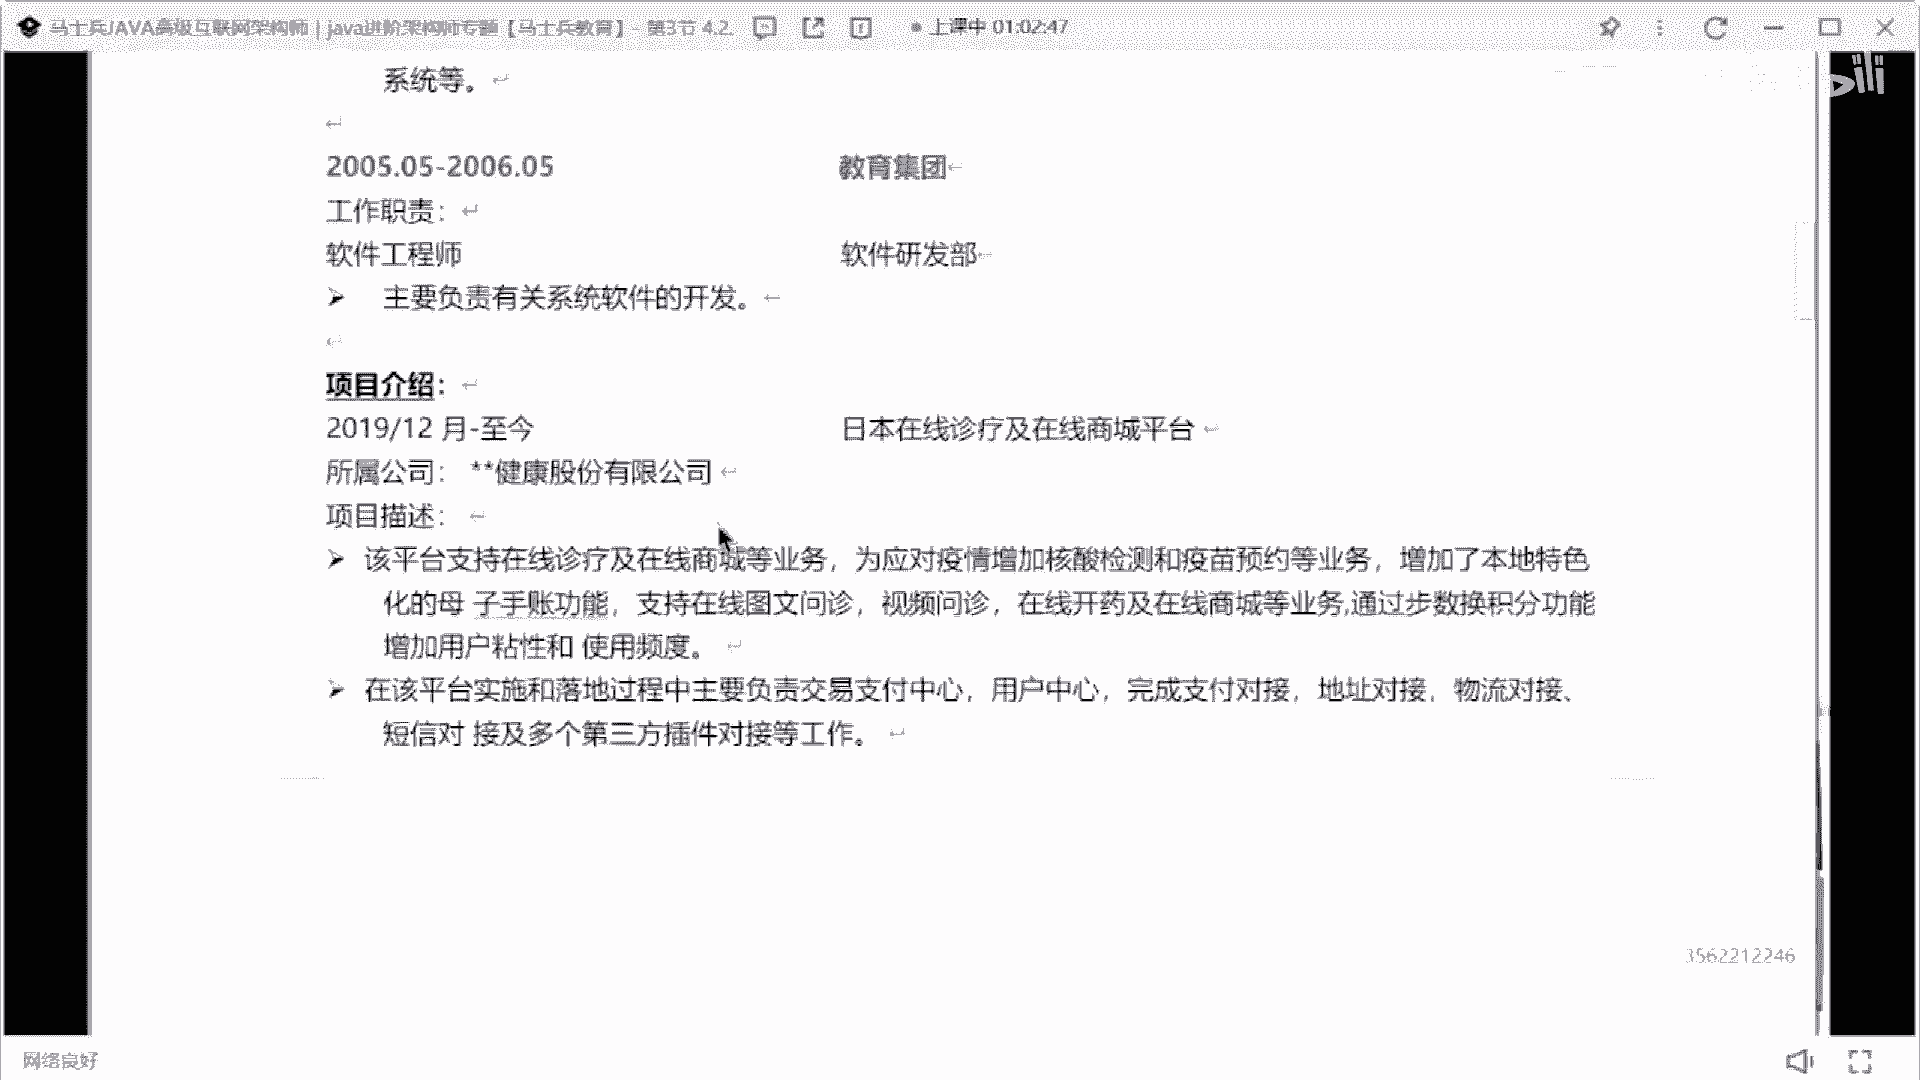 马士兵JAVA高级互联网架构师 | java进阶架构师专题【马士兵教育】 - 第3节 4.2. 上课中 01:02:47
系统等。
2005.05-2006.05 教育集团
工作职责：
软件工程师 软件研发部
➢ 主要负责有关系统软件的开发。
项目介绍：
2019/12 月-至今 日本在线诊疗及在线商城平台
所属公司： **健康股份有限公司
项目描述：
➢ 该平台支持在线诊疗及在线商城等业务，为应对疫情增加核酸检测和疫苗预约等业务，增加了本地特色
化的母 子手账功能，支持在线图文问诊，视频问诊，在线开药及在线商城等业务,通过步数换积分功能
增加用户粘性和 使用频度。
➢ 在该平台实施和落地过程中主要负责交易支付中心，用户中心，完成支付对接，地址对接，物流对接、
短信对 接及多个第三方插件对接等工作。
3562212246
网络良好